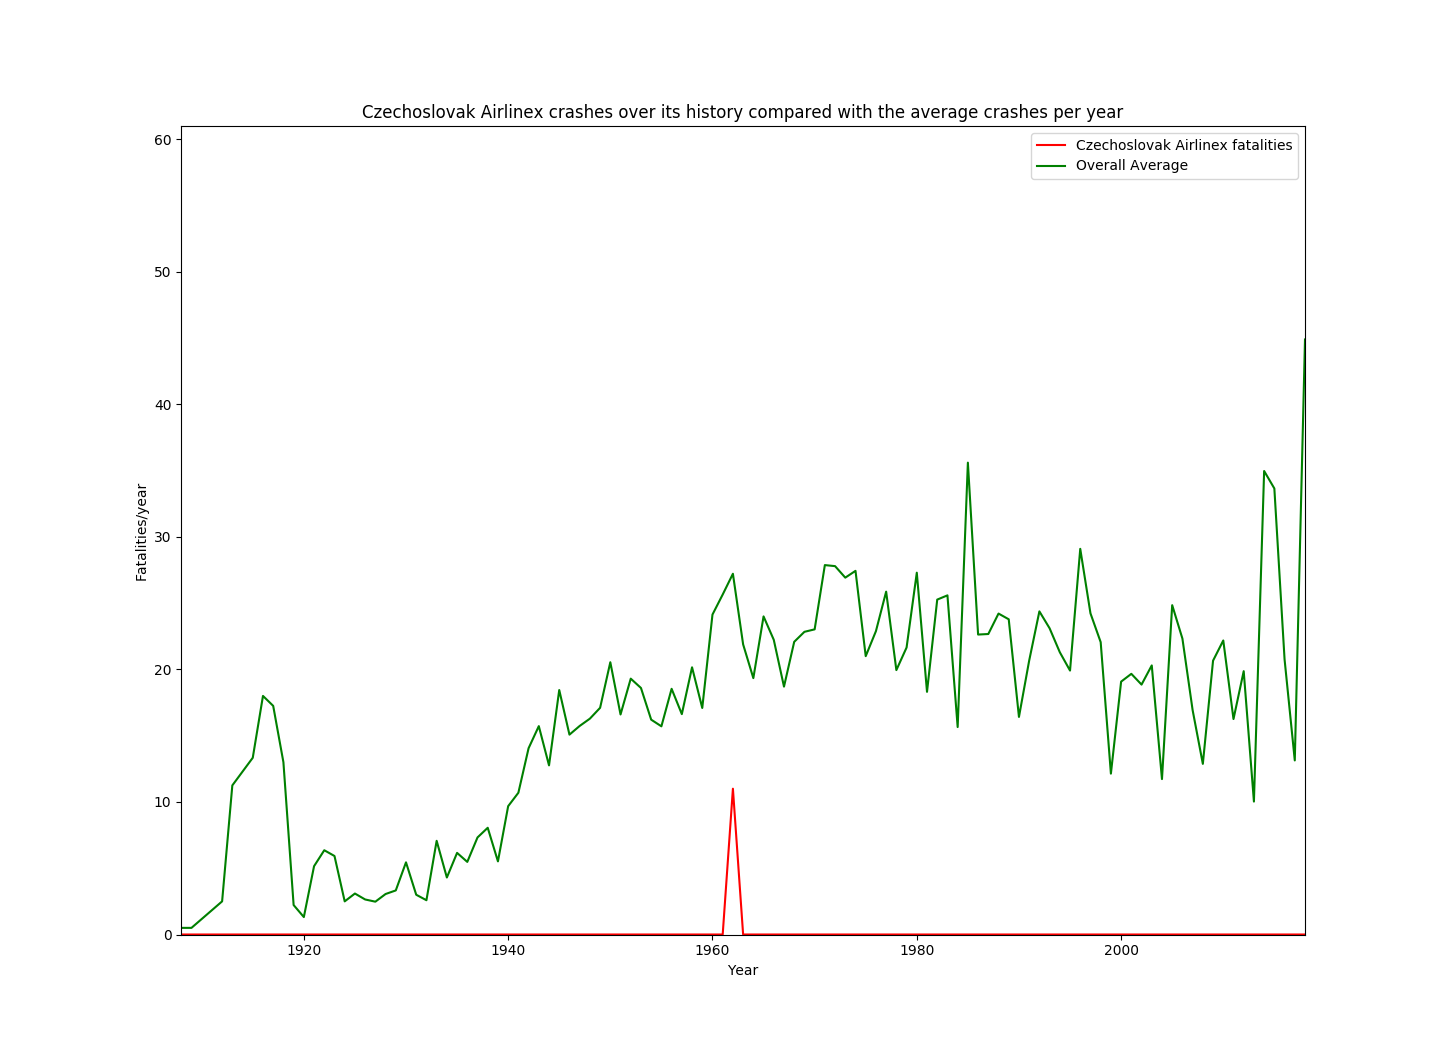 Czechoslovak Airlinex crashes over its history compared with the average crashes per year
Czechoslovak Airlinex fatalities
Overall Average
60
50
40
30
20
10
0
Fatalities/year
1920 1940 1960 1980 2000
Year